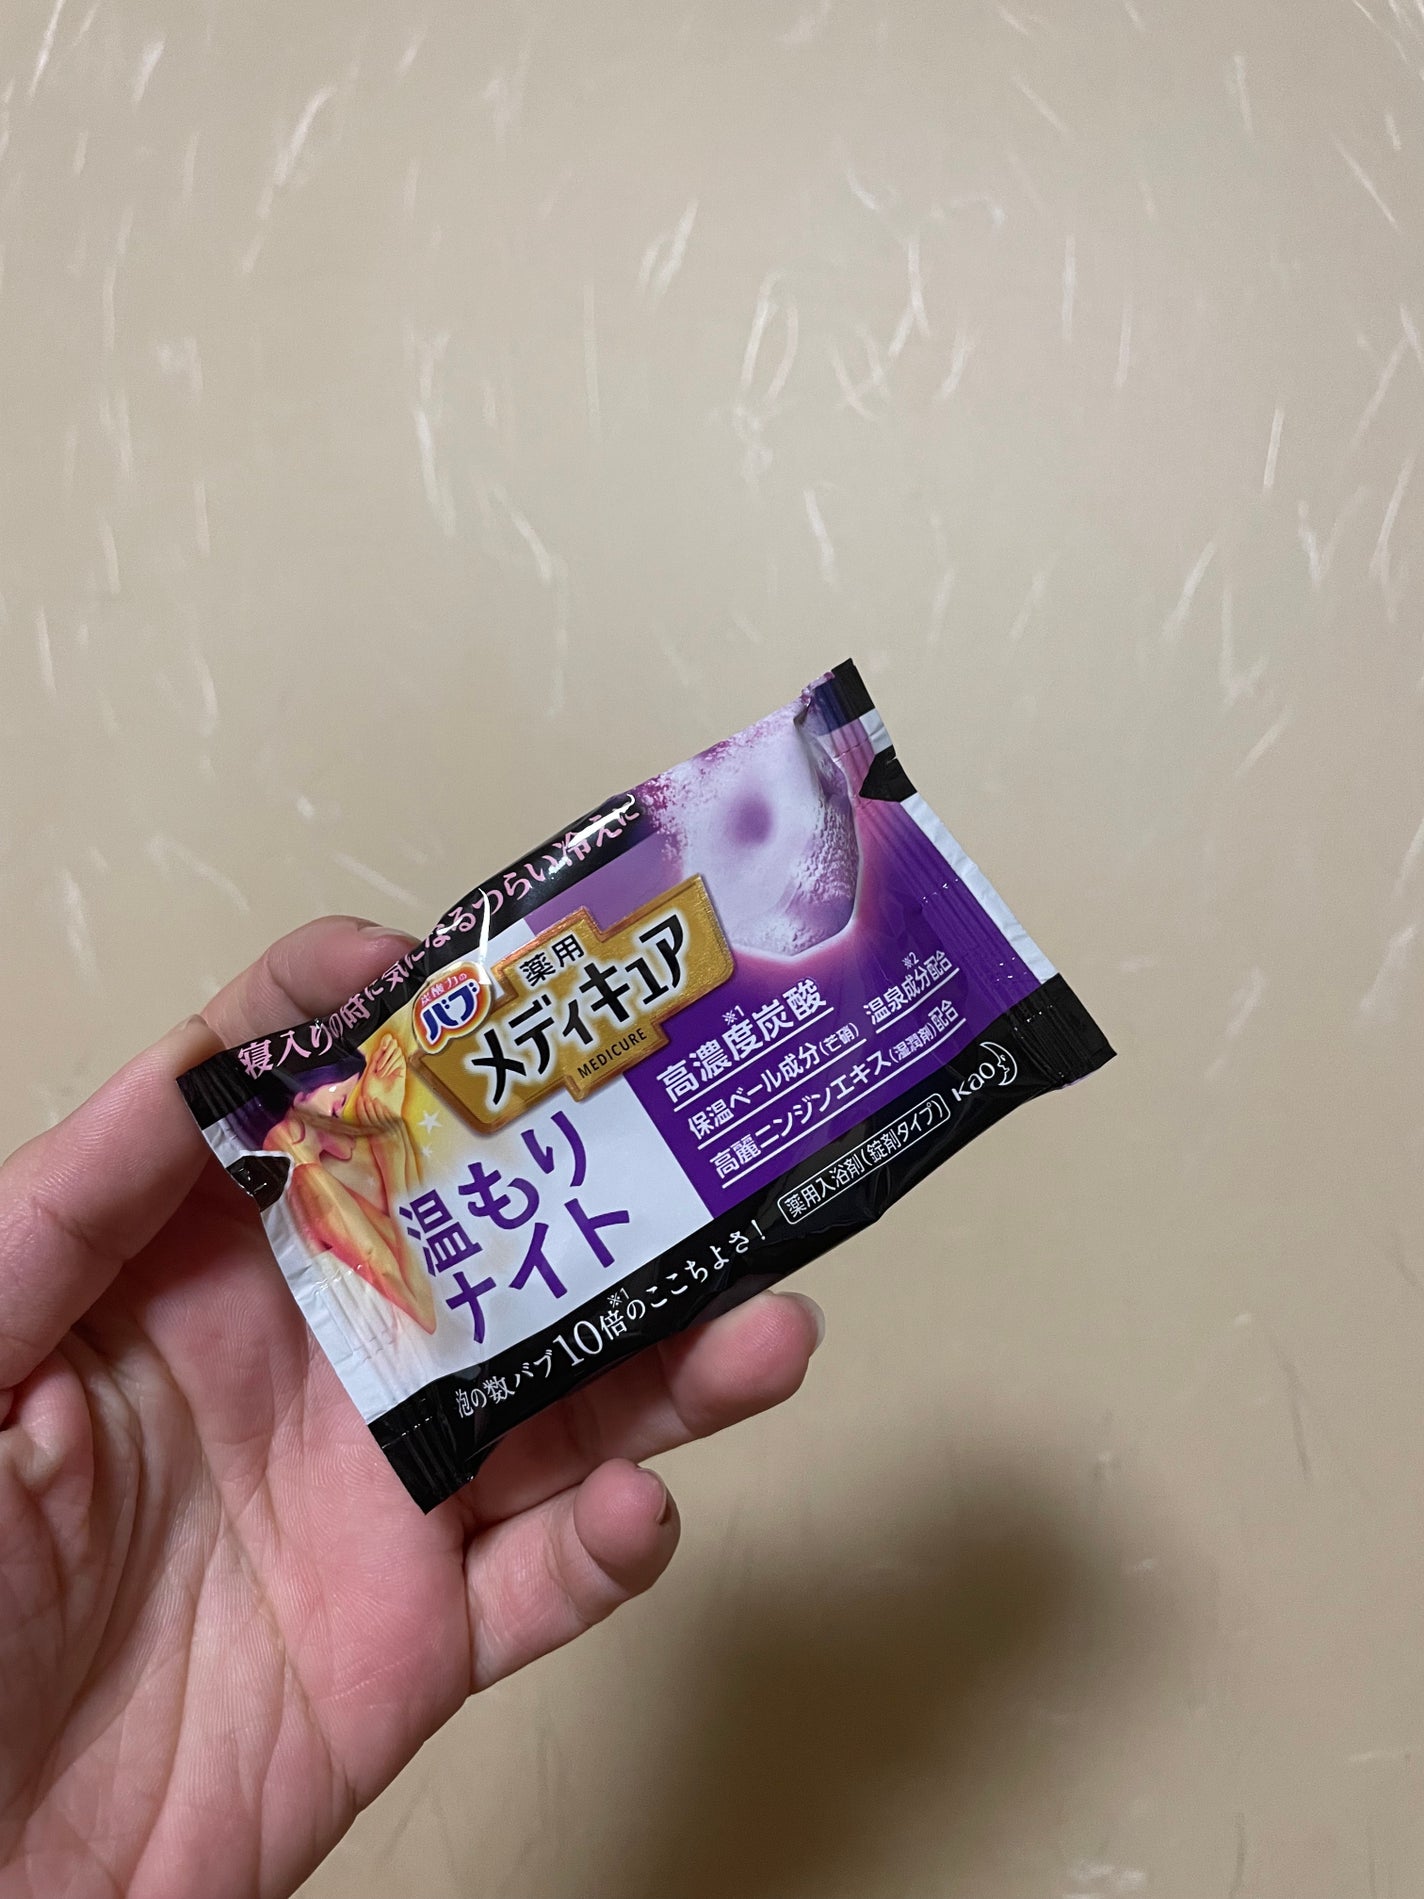 寝入りの時に気になるつらい冷えに
炭酸力の
バブ
薬用
メディキュア
MEDICURE
温もり
ナイト
高濃度炭酸※1
温泉成分配合※2
保温ベール成分(芒硝)
高麗ニンジンエキス(湿潤剤)配合
薬用入浴剤(錠剤タイプ)
Kao
泡の数バブ10倍※1のここちよさ!